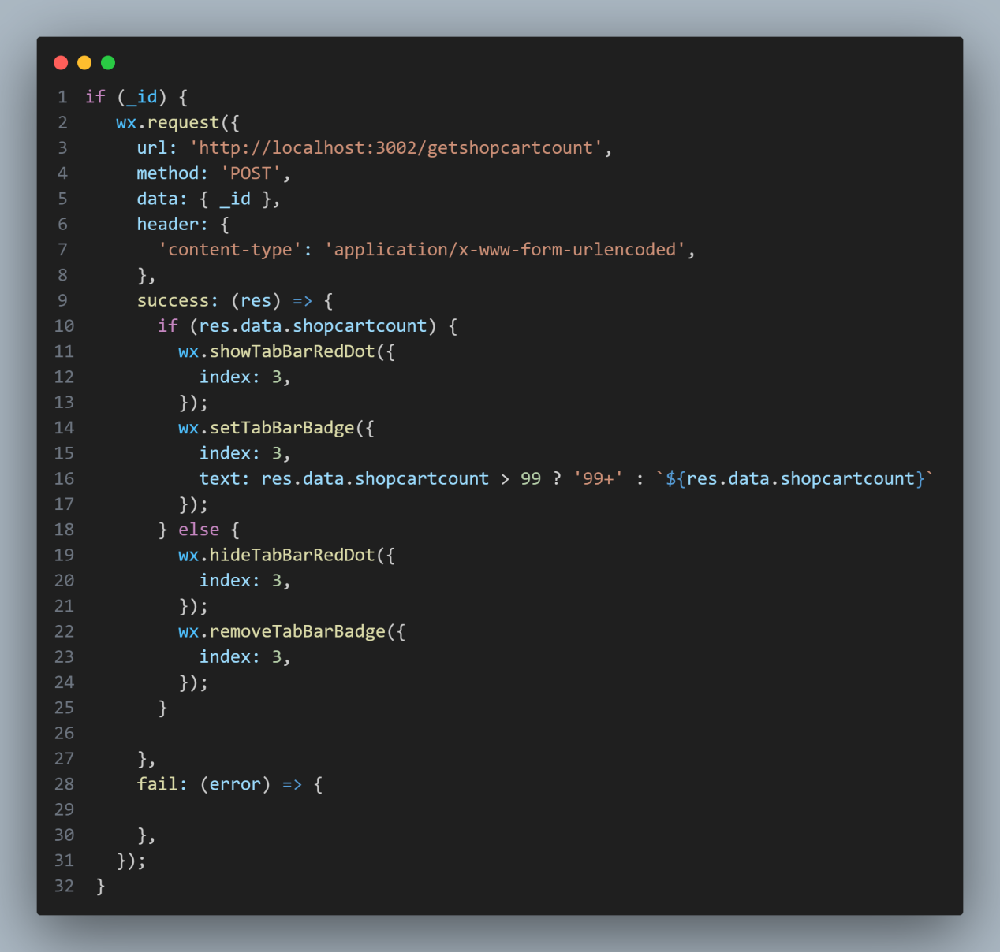 1 if (_id) {
2    wx.request({
3      url: 'http://localhost:3002/getshopcartcount',
4      method: 'POST',
5      data: { _id },
6      header: {
7        'content-type': 'application/x-www-form-urlencoded',
8      },
9      success: (res) => {
10       if (res.data.shopcartcount) {
11         wx.showTabBarRedDot({
12           index: 3,
13         });
14         wx.setTabBarBadge({
15           index: 3,
16           text: res.data.shopcartcount > 99 ? '99+' : `${res.data.shopcartcount}`
17         });
18       } else {
19         wx.hideTabBarRedDot({
20           index: 3,
21         });
22         wx.removeTabBarBadge({
23           index: 3,
24         });
25       }
26
27     },
28     fail: (error) => {
29
30     },
31   });
32 }